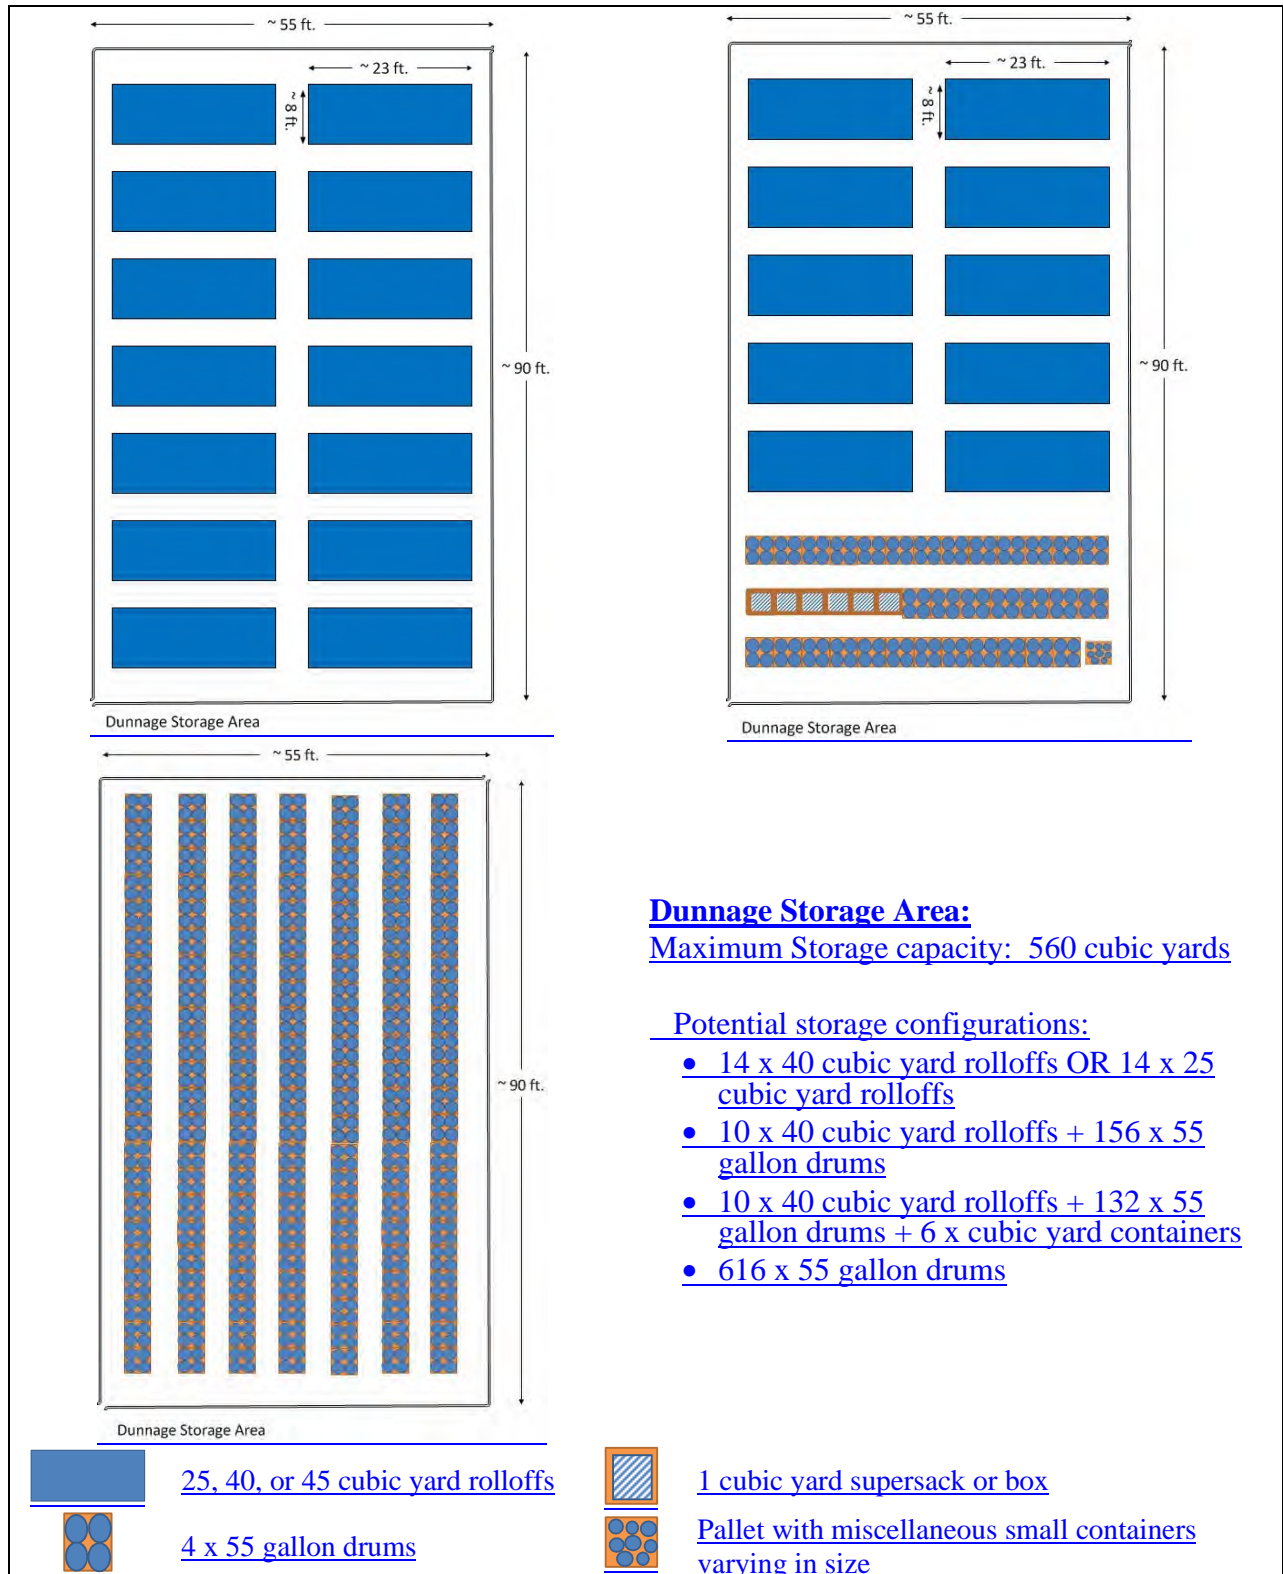 ~ 55 ft.
~ 23 ft.
~ 8 ft.
~ 90 ft.
Dunnage Storage Area
~ 55 ft.
~ 23 ft.
~ 8 ft.
~ 90 ft.
Dunnage Storage Area
~ 55 ft.
~ 90 ft.
Dunnage Storage Area
Dunnage Storage Area:
Maximum Storage capacity: 560 cubic yards
Potential storage configurations:
• 14 x 40 cubic yard rolloffs OR 14 x 25
cubic yard rolloffs
• 10 x 40 cubic yard rolloffs + 156 x 55
gallon drums
• 10 x 40 cubic yard rolloffs + 132 x 55
gallon drums + 6 x cubic yard containers
• 616 x 55 gallon drums
25, 40, or 45 cubic yard rolloffs
1 cubic yard supersack or box
4 x 55 gallon drums
Pallet with miscellaneous small containers
varying in size